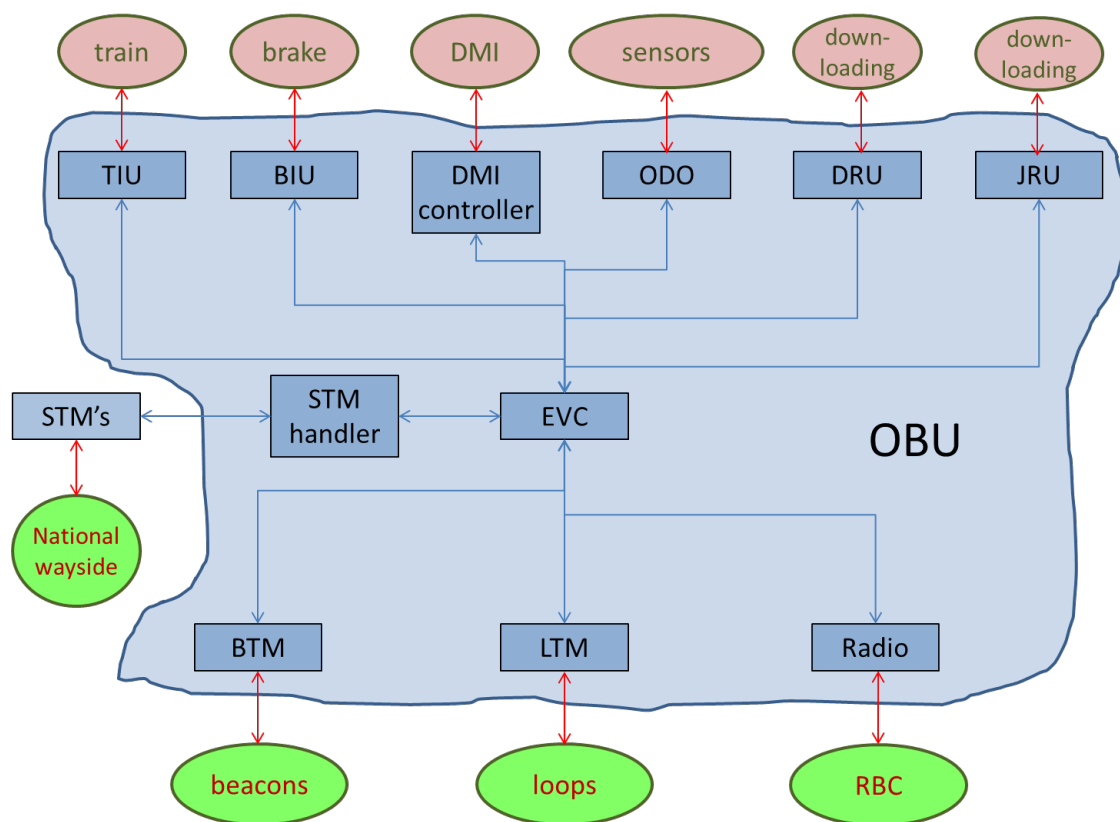 train
brake
DMI
sensors
down-
loading
down-
loading
TIU
BIU
DMI
controller
ODO
DRU
JRU
STM's
STM
handler
EVC
OBU
National
wayside
BTM
LTM
Radio
beacons
loops
RBC